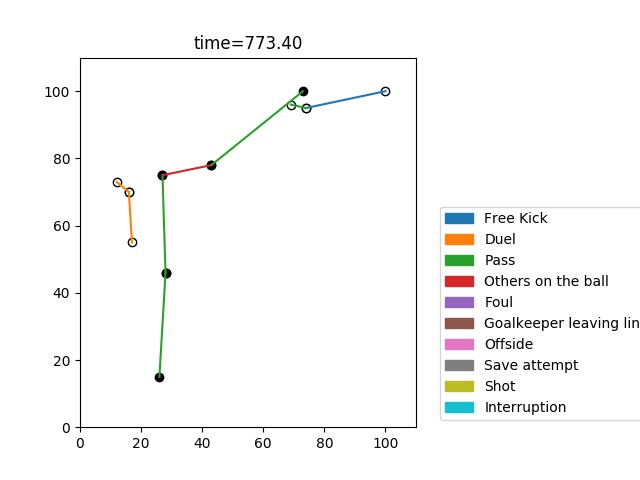 time=773.40
100
80
60
40
20
0
0 20 40 60 80 100
Free Kick
Duel
Pass
Others on the ball
Foul
Goalkeeper leaving lin
Offside
Save attempt
Shot
Interruption